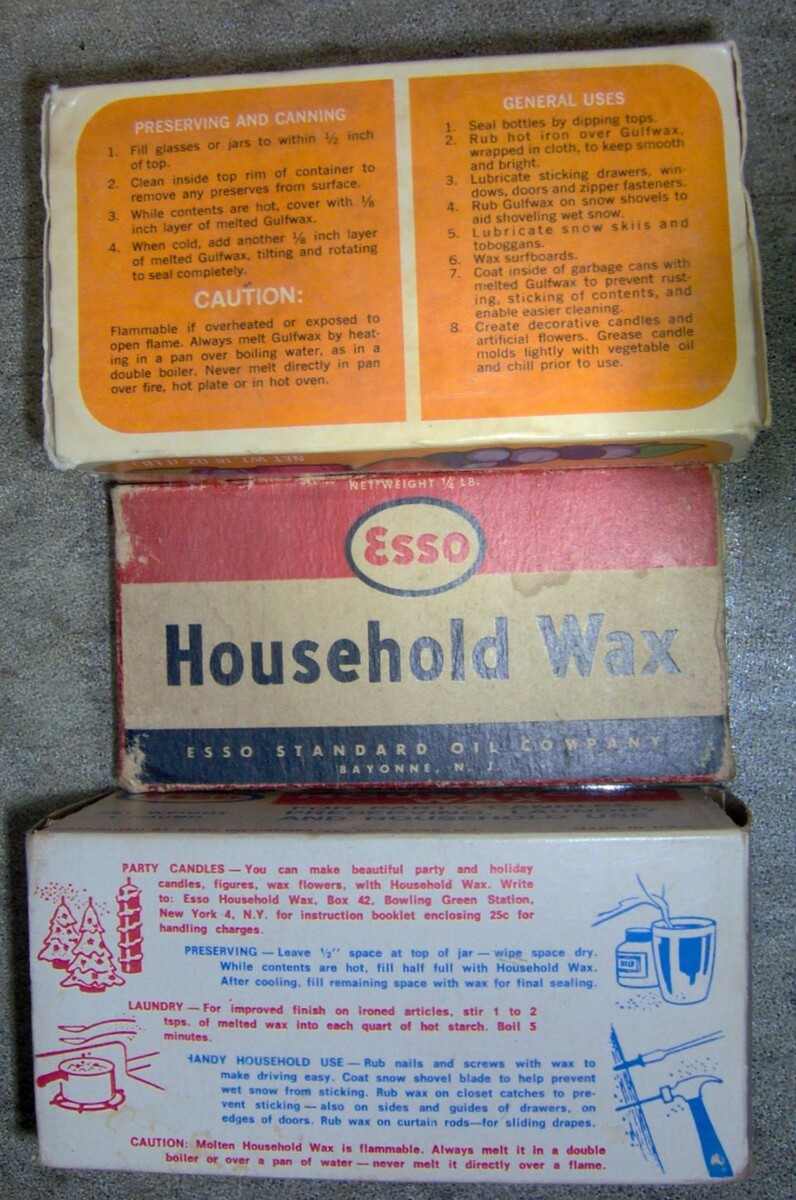 PRESERVING AND CANNING
1. Fill glasses or jars to within ½ inch
of top.
2. Clean inside top rim of container to
remove any preserves from surface.
3. While contents are hot, cover with ⅛
inch layer of melted Gulfwax.
4. When cold, add another ⅛ inch layer
of melted Gulfwax, tilting and rotating
to seal completely.
CAUTION:
Flammable if overheated or exposed to
open flame. Always melt Gulfwax by heat-
ing in a pan over boiling water, as in a
double boiler. Never melt directly in pan
over fire, hot plate or in hot oven.
GENERAL USES
1. Seal bottles by dipping tops.
2. Rub hot iron over Gulfwax,
wrapped in cloth, to keep smooth
and bright.
3. Lubricate sticking drawers, win-
dows, doors and zipper fasteners.
4. Rub Gulfwax on snow shovels to
aid shoveling wet snow.
5. Lubricate snow skiis and
toboggans.
6. Wax surfboards.
7. Coat inside of garbage cans with
melted Gulfwax to prevent rust-
ing, sticking of contents, and
enable easier cleaning.
8. Create decorative candles and
artificial flowers. Grease candle
molds lightly with vegetable oil
and chill prior to use.
NET WT. 16 OZ (1 LB.)
NET WEIGHT ¼ LB.
Esso
Household Wax
ESSO STANDARD OIL COMPANY
BAYONNE, N. J.
PRESERVING, LAUNDRY
AND HOUSEHOLD USE
PARTY CANDLES — You can make beautiful party and holiday
candles, figures, wax flowers, with Household Wax. Write
to: Esso Household Wax, Box 42, Bowling Green Station,
New York 4, N.Y. for instruction booklet enclosing 25c for
handling charges.
PRESERVING — Leave ½" space at top of jar — wipe space dry.
While contents are hot, fill half full with Household Wax.
After cooling, fill remaining space with wax for final sealing.
LAUNDRY — For improved finish on ironed articles, stir 1 to 2
tsps. of melted wax into each quart of hot starch. Boil 5
minutes.
HANDY HOUSEHOLD USE — Rub nails and screws with wax to
make driving easy. Coat snow shovel blade to help prevent
wet snow from sticking. Rub wax on closet catches to pre-
vent sticking — also on sides and guides of drawers, on
edges of doors. Rub wax on curtain rods—for sliding drapes.
CAUTION: Molten Household Wax is flammable. Always melt it in a double
boiler or over a pan of water — never melt it directly over a flame.